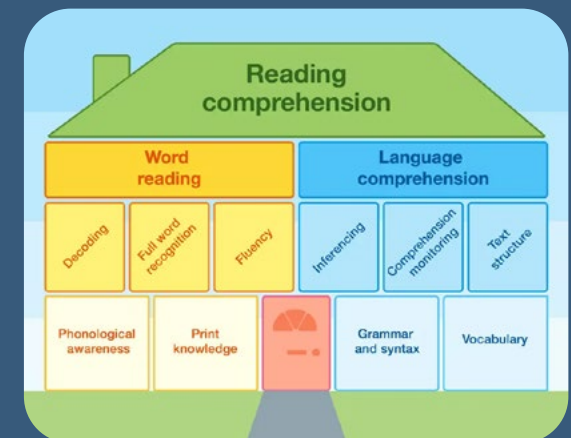 Reading
comprehension
Word
reading
Language
comprehension
Decoding
Full word
recognition
Fluency
Inferencing
Comprehension
monitoring
Text
structure
Phonological
awareness
Print
knowledge
Grammar
and syntax
Vocabulary